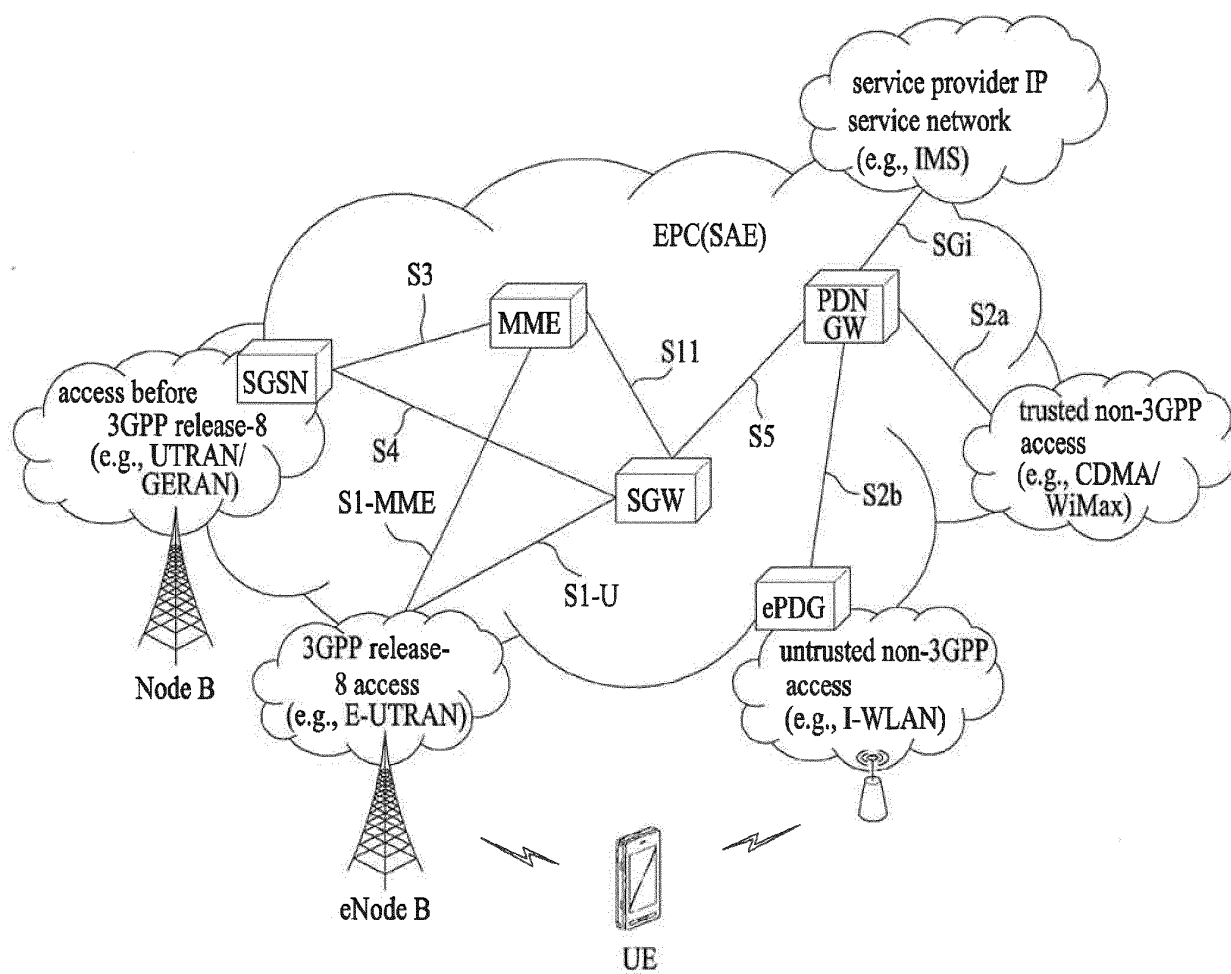 service provider IP
service network
(e.g., IMS)
EPC(SAE)
SGi
S3
MME
PDN
GW
S2a
S11
SGSN
access before
3GPP release-8
(e.g., UTRAN/
GERAN)
S4
S5
trusted non-3GPP
access
(e.g., CDMA/
WiMax)
S1-MME
SGW
S2b
S1-U
ePDG
3GPP release-
8 access
(e.g., E-UTRAN)
untrusted non-3GPP
access
(e.g., I-WLAN)
Node B
eNode B
UE